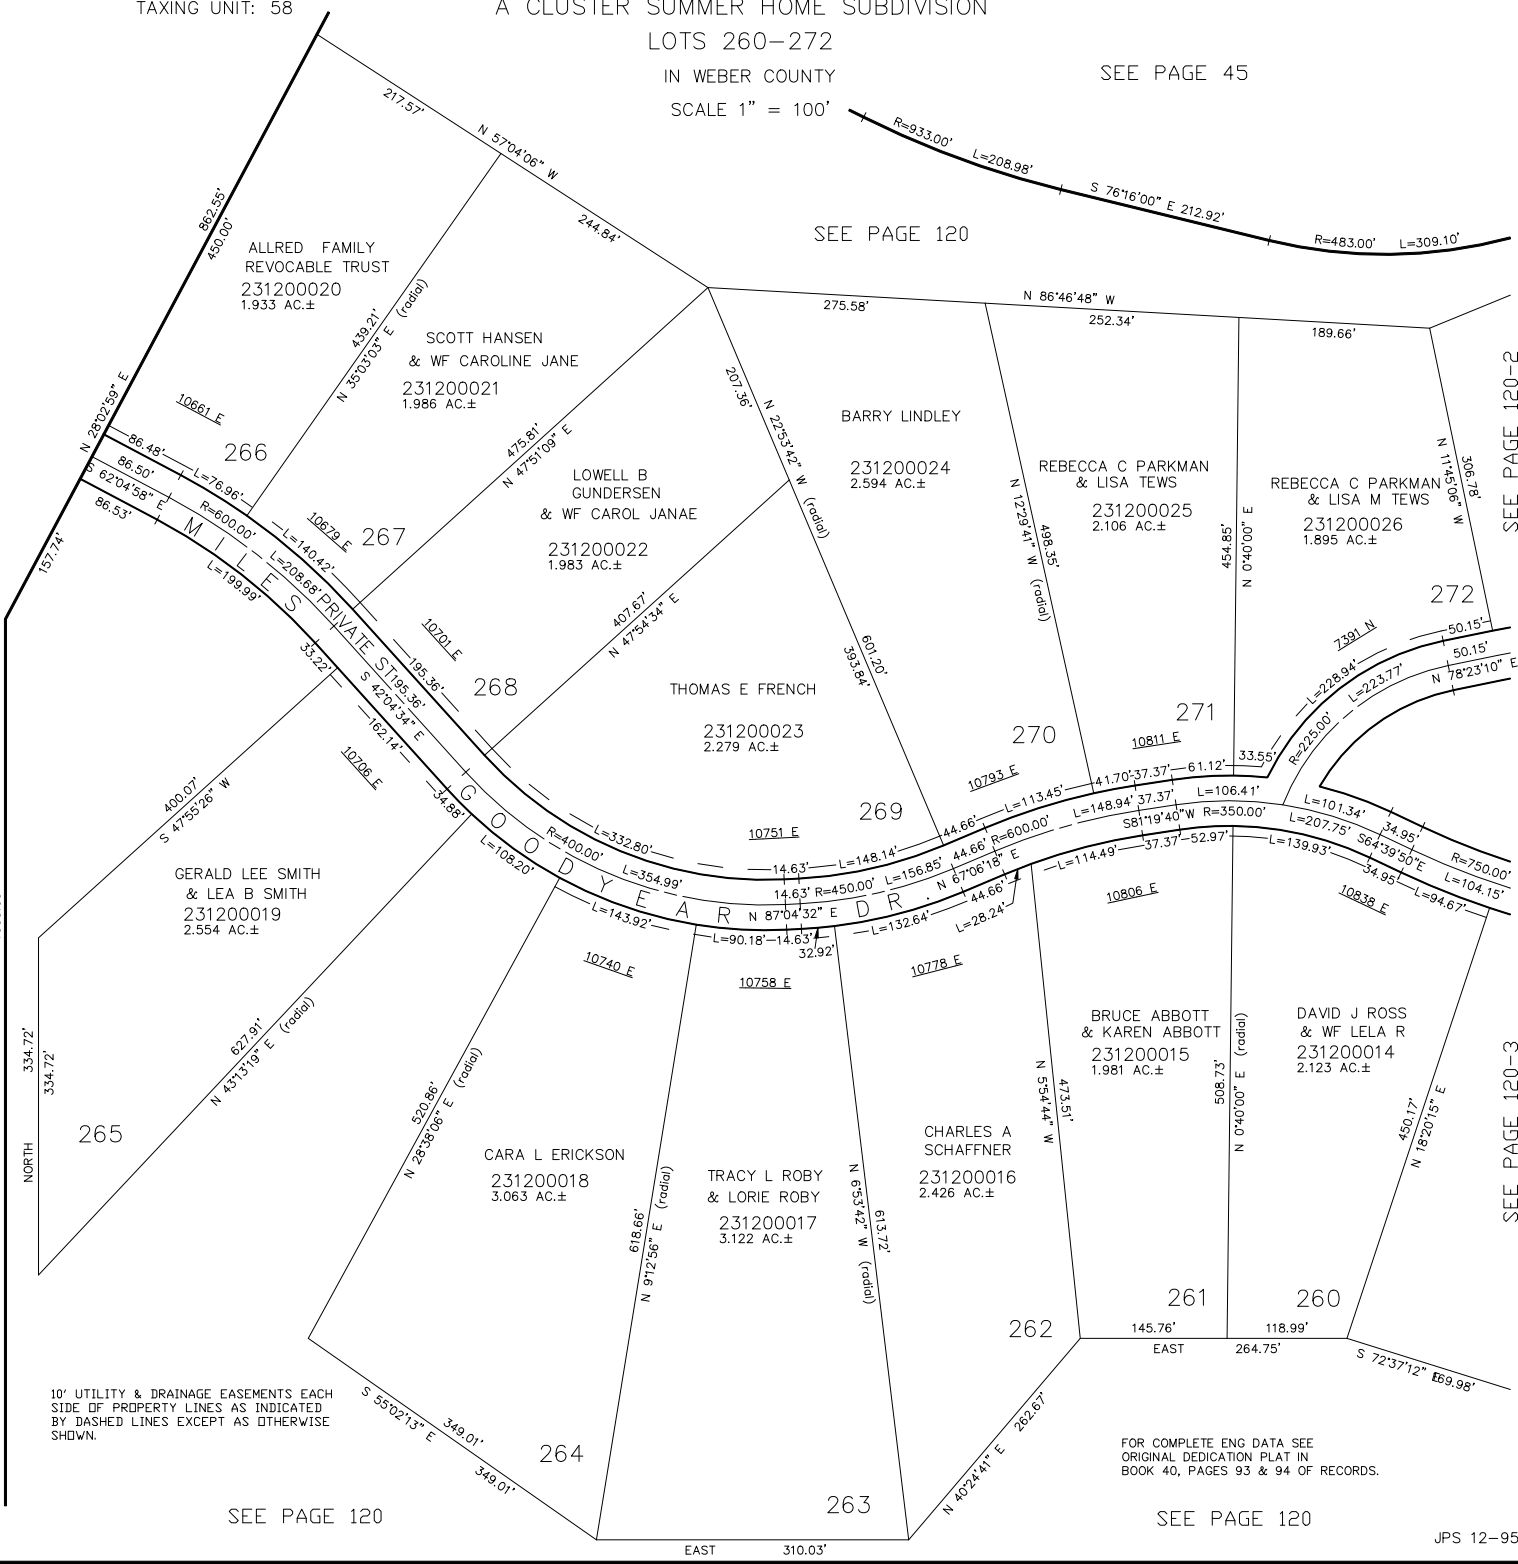 TAXING UNIT: 58
A CLUSTER SUMMER HOME SUBDIVISION
LOTS 260-272
IN WEBER COUNTY
SCALE 1" = 100'
SEE PAGE 45
R=933.00'
L=208.98'
S 76°16'00" E 212.92'
R=483.00' L=309.10'
SEE PAGE 120
217.57'
N 57°04'06" W
244.84'
862.55'
450.00'
N 28°02'59" E
157.74'
ALLRED FAMILY
REVOCABLE TRUST
231200020
1.933 AC.±
439.21'
N 35°03'03" E (radial)
10661 E
266
SCOTT HANSEN
& WF CAROLINE JANE
231200021
1.986 AC.±
475.81'
N 47°51'09" E
10679 E
267
LOWELL B
GUNDERSEN
& WF CAROL JANAE
231200022
1.983 AC.±
407.67'
N 47°54'34" E
10701 E
268
THOMAS E FRENCH
231200023
2.279 AC.±
207.36'
N 22°53'42" W (radial)
601.20'
393.84'
10751 E
269
275.58'
N 86°46'48" W
252.34'
189.66'
BARRY LINDLEY
231200024
2.594 AC.±
N 12°29'41" W (radial)
498.35'
10793 E
270
REBECCA C PARKMAN
& LISA TEWS
231200025
2.106 AC.±
454.85'
N 0°40'00" E
10811 E
271
REBECCA C PARKMAN
& LISA M TEWS
231200026
1.895 AC.±
N 11°45'06" W
306.78'
7391 N
272
SEE PAGE 120-2
86.48'
L=76.96'
86.50'
S 62°04'58" E
86.53'
R=600.00'
L=140.42'
L=208.68'
L=199.99'
PRIVATE ST
MILES GOODYEAR DR.
33.22'
195.36'
195.36'
S 42°04'34" E
162.14'
34.88'
L=108.20'
L=332.80'
R=400.00'
L=354.99'
L=143.92'
14.63'
L=148.14'
14.63' R=450.00'
L=156.85'
N 87°04'32" E
L=90.18'
14.63'
32.92'
L=132.64'
44.66'
44.66'
44.66'
N 67°06'18" E
L=28.24'
L=113.45'
R=600.00'
L=148.94'
41.70'
37.37'
61.12'
33.55'
37.37'
L=106.41'
S81°19'40"W R=350.00'
L=114.49'
37.37'
52.97'
L=207.75'
L=139.93'
L=228.94'
L=223.77'
R=225.00'
50.15'
50.15'
N 78°23'10" E
L=101.34'
34.95'
S64°39'50"E
34.95'
R=750.00'
L=104.15'
L=94.67'
10706 E
400.07'
S 47°55'26" W
GERALD LEE SMITH
& LEA B SMITH
231200019
2.554 AC.±
NORTH 334.72'
334.72'
627.91'
N 43°13'19" E (radial)
265
10740 E
520.86'
N 28°38'06" E (radial)
CARA L ERICKSON
231200018
3.063 AC.±
S 55°02'13" E
349.01'
349.01'
264
10758 E
618.66'
N 9°12'56" E (radial)
TRACY L ROBY
& LORIE ROBY
231200017
3.122 AC.±
263
EAST 310.03'
10778 E
N 6°53'42" W (radial)
613.72'
CHARLES A
SCHAFFNER
231200016
2.426 AC.±
262
N 40°24'41" E 262.67'
10806 E
N 5°54'44" W
473.51'
BRUCE ABBOTT
& KAREN ABBOTT
231200015
1.981 AC.±
508.73'
N 0°40'00" E (radial)
261
145.76'
EAST 264.75'
118.99'
10838 E
DAVID J ROSS
& WF LELA R
231200014
2.123 AC.±
450.17'
N 18°20'15" E
260
S 72°37'12" E
169.98'
SEE PAGE 120-3
10' UTILITY & DRAINAGE EASEMENTS EACH
SIDE OF PROPERTY LINES AS INDICATED
BY DASHED LINES EXCEPT AS OTHERWISE
SHOWN.
FOR COMPLETE ENG DATA SEE
ORIGINAL DEDICATION PLAT IN
BOOK 40, PAGES 93 & 94 OF RECORDS.
SEE PAGE 120
SEE PAGE 120
JPS 12-95